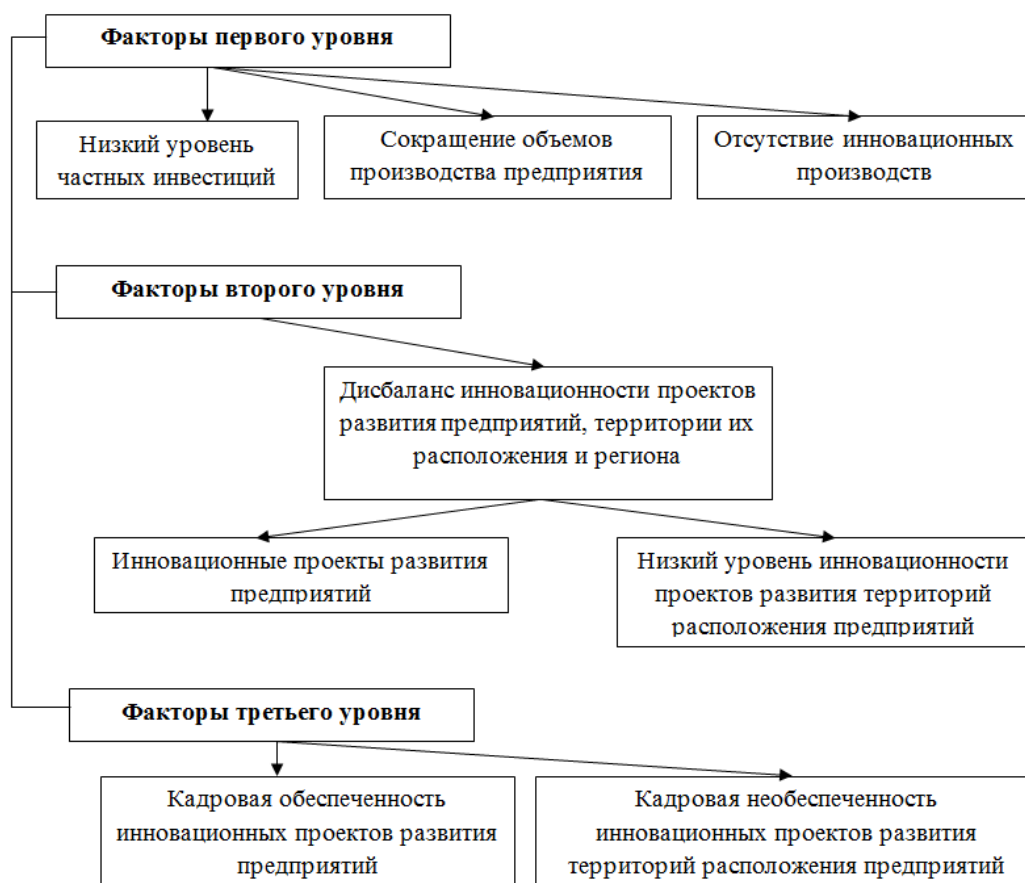 Факторы первого уровня
Низкий уровень
частных инвестиций
Сокращение объемов
производства предприятия
Отсутствие инновационных
производств
Факторы второго уровня
Дисбаланс инновационности проектов
развития предприятий, территории их
расположения и региона
Инновационные проекты развития
предприятий
Низкий уровень инновационности
проектов развития территорий
расположения предприятий
Факторы третьего уровня
Кадровая обеспеченность
инновационных проектов развития
предприятий
Кадровая необеспеченность
инновационных проектов развития
территорий расположения предприятий